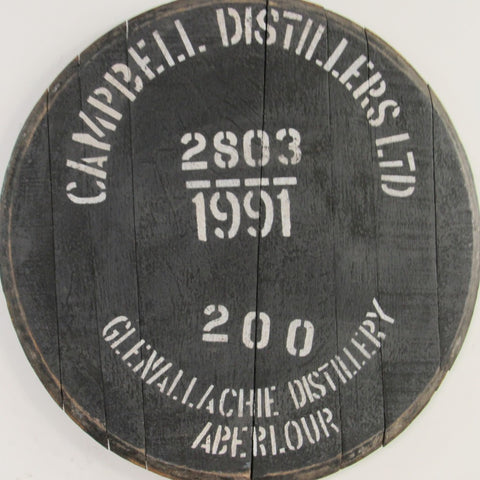 CAMPBELL DISTILLERS LTD
2803
1991
200
GLENALLACHIE DISTILLERY
ABERLOUR